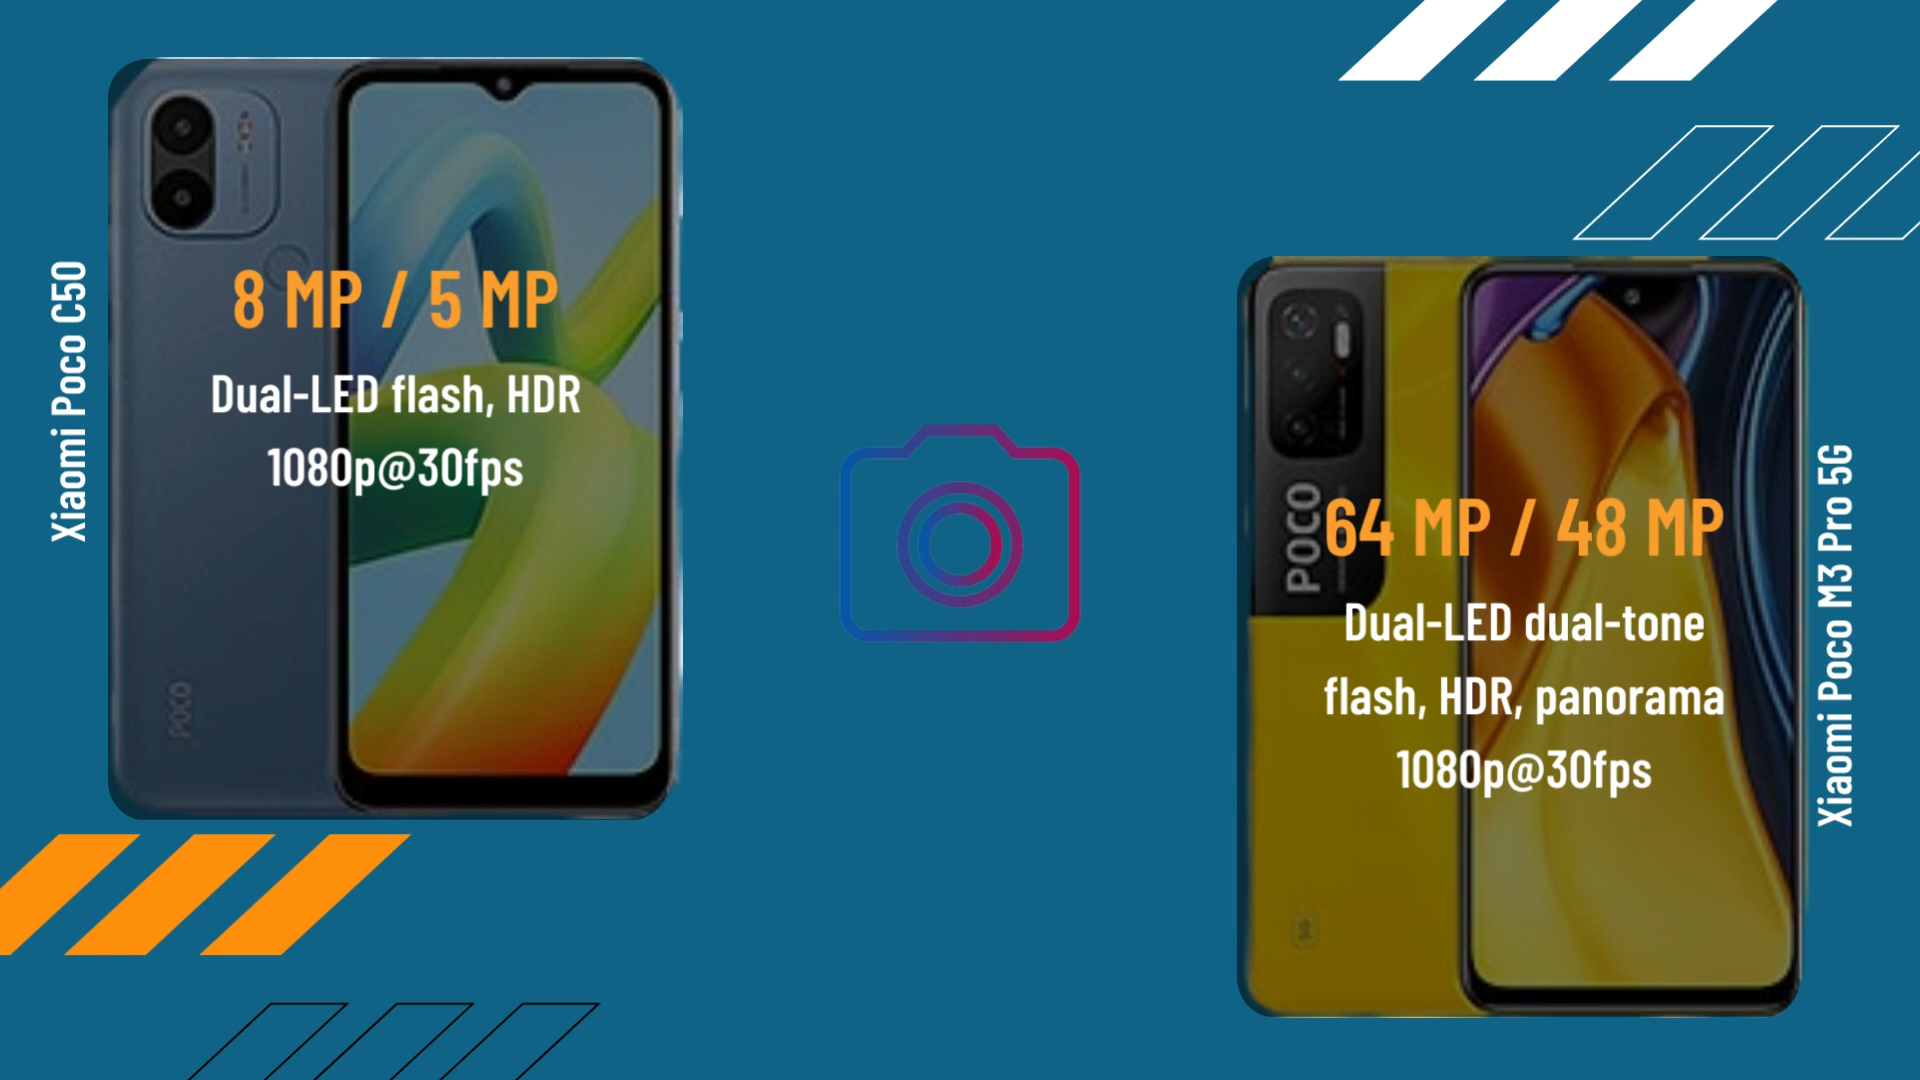 Xiaomi Poco C50
8 MP / 5 MP
Dual-LED flash, HDR
1080p@30fps
POCO
Xiaomi Poco M3 Pro 5G
64 MP / 48 MP
Dual-LED dual-tone
flash, HDR, panorama
1080p@30fps
POCO